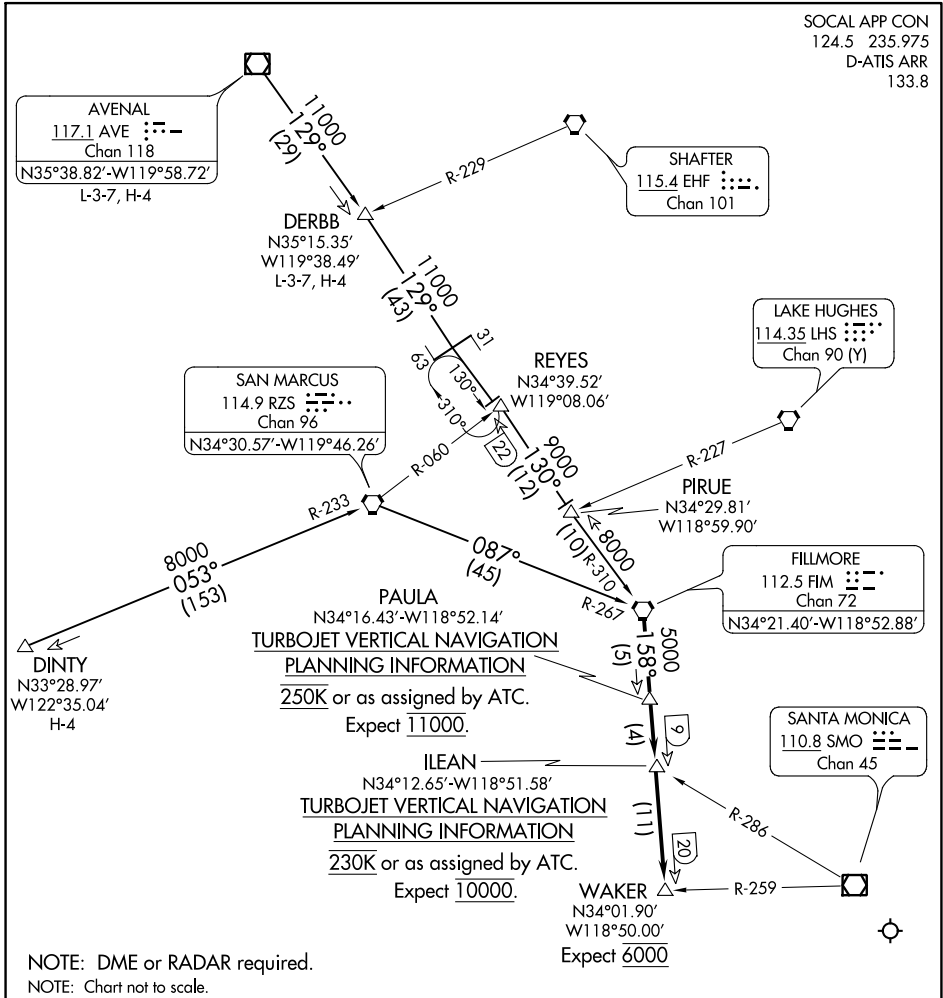 SOCAL APP CON
124.5 235.975
D-ATIS ARR
133.8
AVENAL
117.1 AVE
Chan 118
N35°38.82'-W119°58.72'
L-3-7, H-4
11000
129°
(29)
SHAFTER
115.4 EHF
Chan 101
R-229
DERBB
N35°15.35'
W119°38.49'
L-3-7, H-4
11000
129°
(43)
LAKE HUGHES
114.35 LHS
Chan 90 (Y)
31
63
REYES
N34°39.52'
W119°08.06'
130°
310°
22
SAN MARCUS
114.9 RZS
Chan 96
N34°30.57'-W119°46.26'
R-060
9000
130°
(12)
R-227
PIRUE
N34°29.81'
W118°59.90'
R-233
8000
(10)
R-310
8000
053°
(153)
087°
(45)
R-267
FILLMORE
112.5 FIM
Chan 72
N34°21.40'-W118°52.88'
DINTY
N33°28.97'
W122°35.04'
H-4
PAULA
N34°16.43'-W118°52.14'
TURBOJET VERTICAL NAVIGATION
PLANNING INFORMATION
250K or as assigned by ATC.
Expect 11000.
5000
158°
(5)
9
(4)
SANTA MONICA
110.8 SMO
Chan 45
ILEAN
N34°12.65'-W118°51.58'
TURBOJET VERTICAL NAVIGATION
PLANNING INFORMATION
230K or as assigned by ATC.
Expect 10000.
(11)
20
R-286
R-259
WAKER
N34°01.90'
W118°50.00'
Expect 6000
NOTE: DME or RADAR required.
NOTE: Chart not to scale.